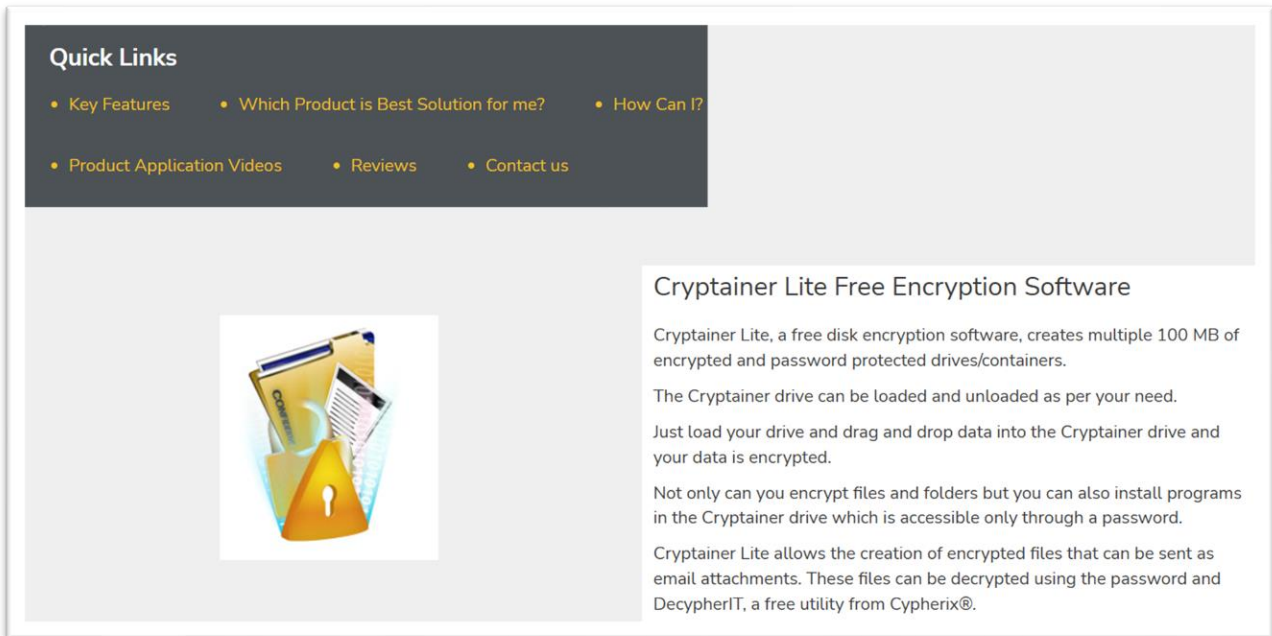 Quick Links
• Key Features • Which Product is Best Solution for me? • How Can I?
• Product Application Videos • Reviews • Contact us
Cryptainer Lite Free Encryption Software
Cryptainer Lite, a free disk encryption software, creates multiple 100 MB of
encrypted and password protected drives/containers.
The Cryptainer drive can be loaded and unloaded as per your need.
Just load your drive and drag and drop data into the Cryptainer drive and
your data is encrypted.
Not only can you encrypt files and folders but you can also install programs
in the Cryptainer drive which is accessible only through a password.
Cryptainer Lite allows the creation of encrypted files that can be sent as
email attachments. These files can be decrypted using the password and
DecypherIT, a free utility from Cypherix®.